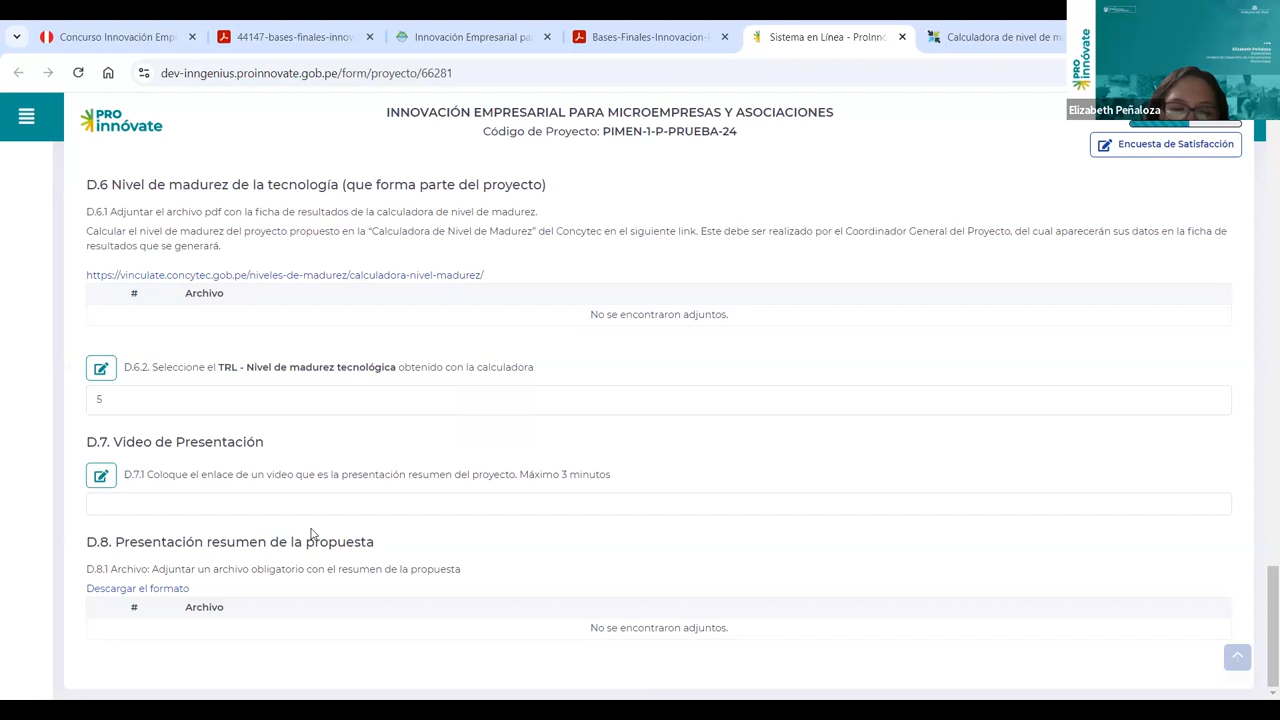 Concurso Innovación Emp
44147-bases-finales-innov
Innovación Empresarial pa
Bases-Finales-Innovacion-
Sistema en Línea - ProInnó
Calculadora de nivel de m
dev-inngenius.proinnovate.gob.pe/form/proyecto/66281
PRO
innóvate
Elizabeth Peñaloza
Elizabeth Peñaloza
PRO
innóvate
INNOVACIÓN EMPRESARIAL PARA MICROEMPRESAS Y ASOCIACIONES
Código de Proyecto: PIMEN-1-P-PRUEBA-24
Encuesta de Satisfacción
D.6 Nivel de madurez de la tecnología (que forma parte del proyecto)
D.6.1 Adjuntar el archivo pdf con la ficha de resultados de la calculadora de nivel de madurez.
Calcular el nivel de madurez del proyecto propuesto en la “Calculadora de Nivel de Madurez” del Concytec en el siguiente link. Este debe ser realizado por el Coordinador General del Proyecto, del cual aparecerán sus datos en la ficha de
resultados que se generará.
https://vinculate.concytec.gob.pe/niveles-de-madurez/calculadora-nivel-madurez/
# Archivo
No se encontraron adjuntos.
D.6.2. Seleccione el TRL - Nivel de madurez tecnológica obtenido con la calculadora
5
D.7. Video de Presentación
D.7.1 Coloque el enlace de un video que es la presentación resumen del proyecto. Máximo 3 minutos
D.8. Presentación resumen de la propuesta
D.8.1 Archivo: Adjuntar un archivo obligatorio con el resumen de la propuesta
Descargar el formato
# Archivo
No se encontraron adjuntos.